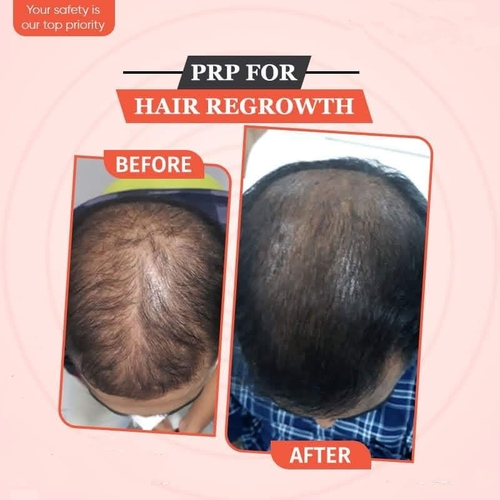 Your safety is
our top priority
PRP FOR
HAIR REGROWTH
BEFORE
AFTER